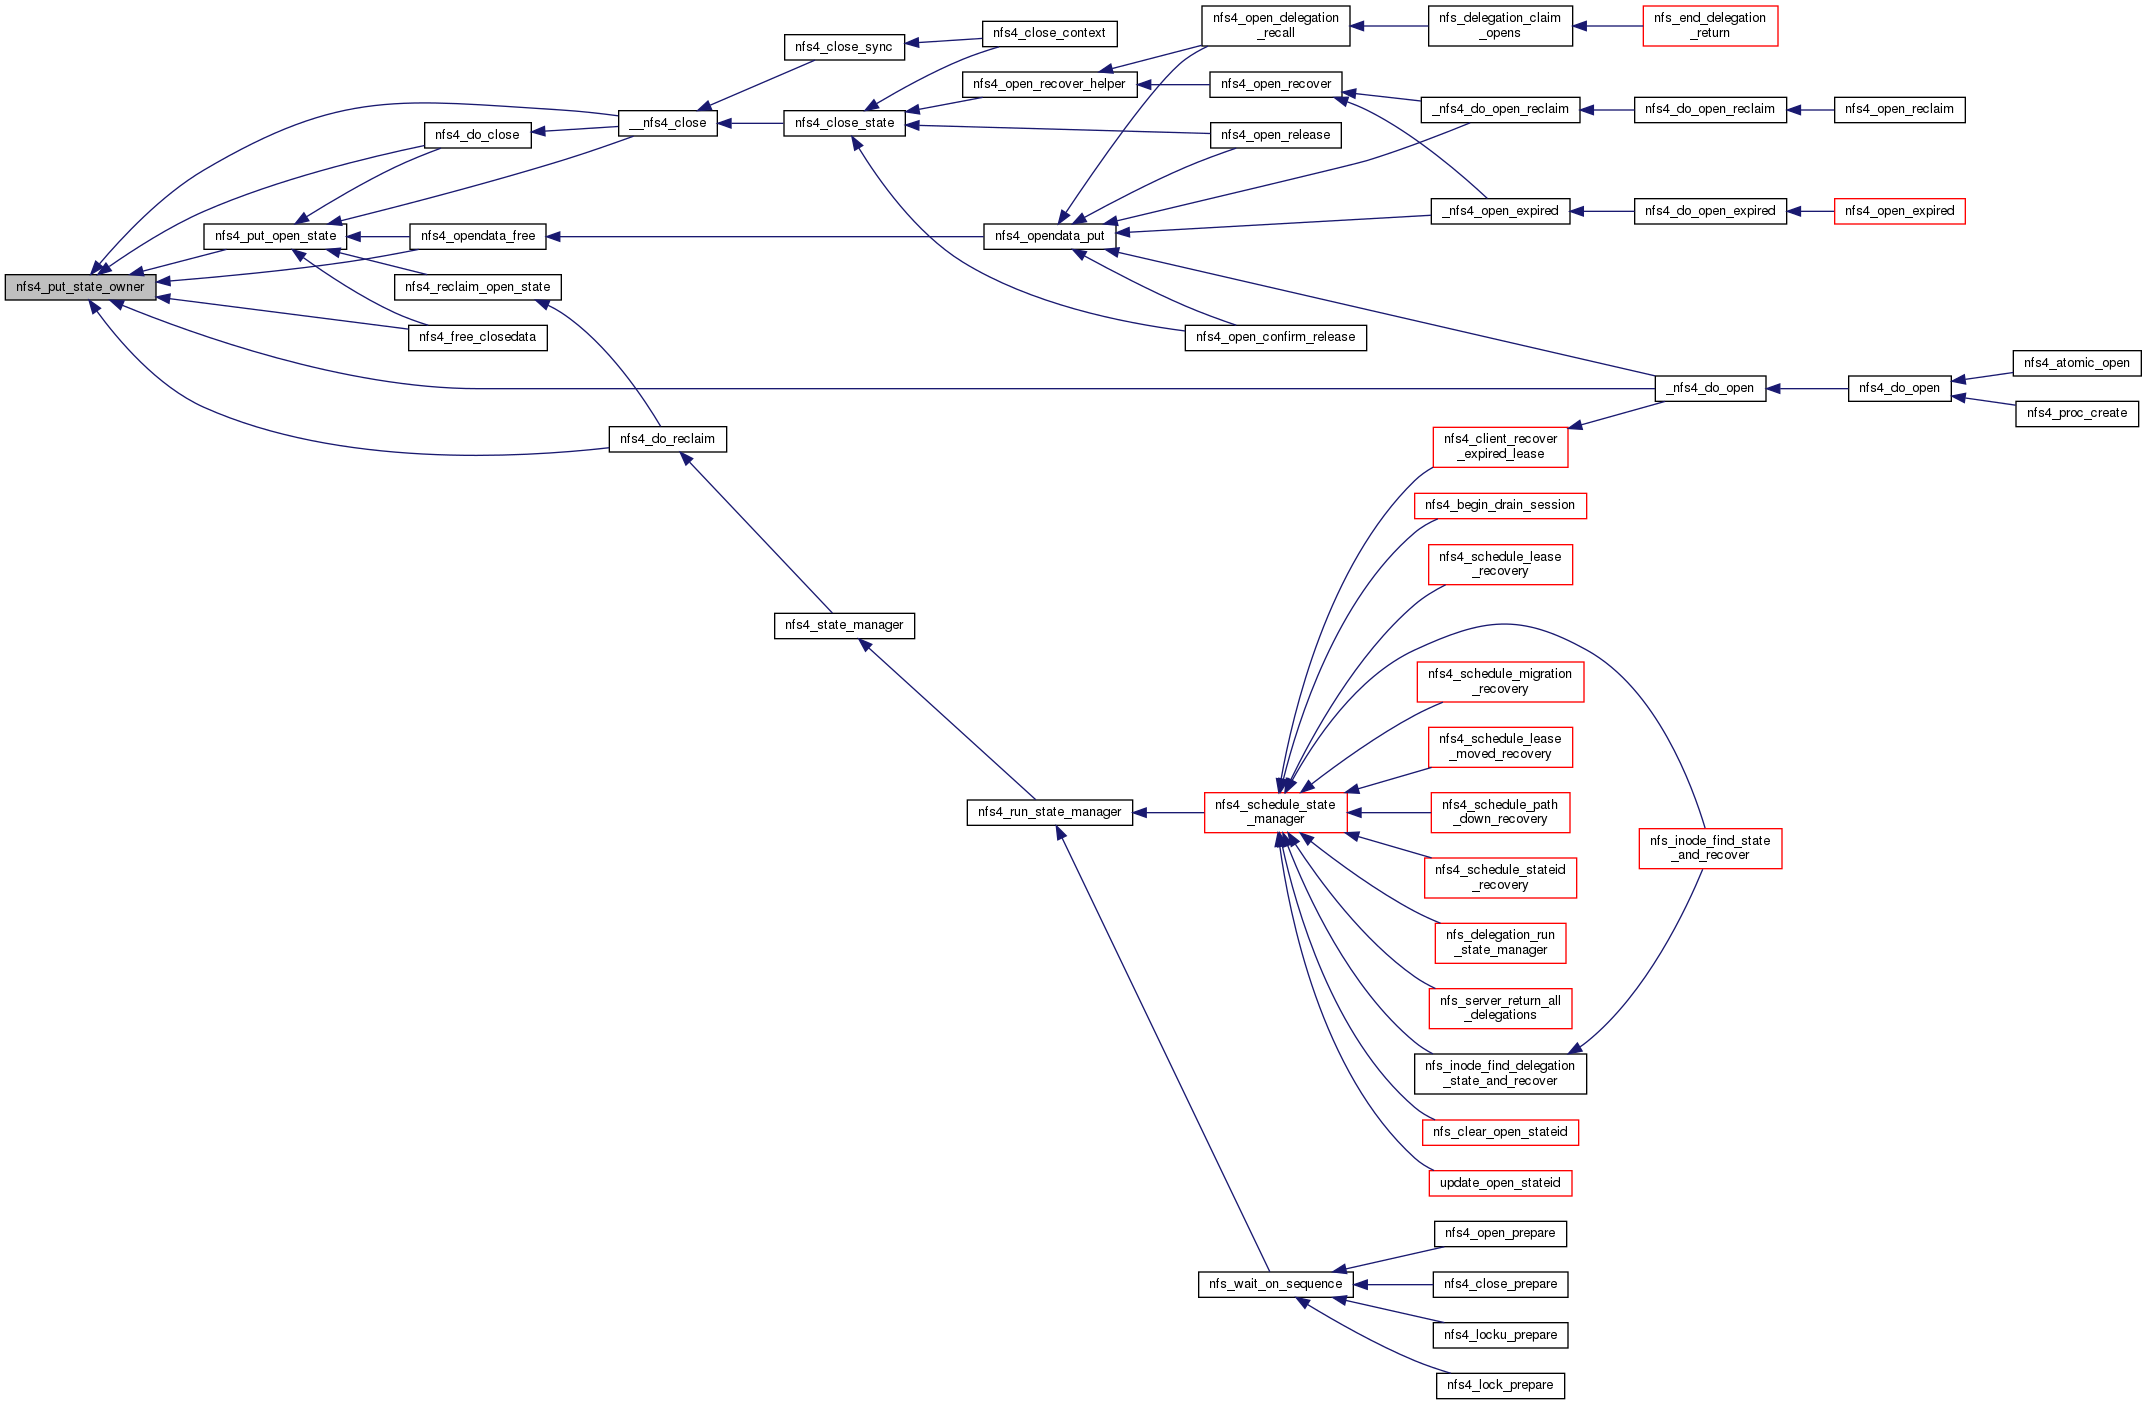 nfs4_put_state_owner
nfs4_put_open_state
nfs4_do_close
nfs4_opendata_free
nfs4_reclaim_open_state
nfs4_free_closedata
__nfs4_close
nfs4_do_reclaim
nfs4_close_sync
nfs4_close_state
nfs4_state_manager
nfs4_close_context
nfs4_open_recover_helper
nfs4_opendata_put
nfs4_run_state_manager
nfs4_open_delegation
_recall
nfs4_open_recover
nfs4_open_release
nfs4_open_confirm_release
nfs4_schedule_state
_manager
nfs_wait_on_sequence
nfs_delegation_claim
_opens
_nfs4_do_open_reclaim
_nfs4_open_expired
nfs4_client_recover
_expired_lease
nfs4_begin_drain_session
nfs4_schedule_lease
_recovery
nfs4_schedule_migration
_recovery
nfs4_schedule_lease
_moved_recovery
nfs4_schedule_path
_down_recovery
nfs4_schedule_stateid
_recovery
nfs_delegation_run
_state_manager
nfs_server_return_all
_delegations
nfs_inode_find_delegation
_state_and_recover
nfs_clear_open_stateid
update_open_stateid
nfs4_open_prepare
nfs4_close_prepare
nfs4_locku_prepare
nfs4_lock_prepare
nfs_end_delegation
_return
nfs4_do_open_reclaim
nfs4_do_open_expired
_nfs4_do_open
nfs_inode_find_state
_and_recover
nfs4_open_reclaim
nfs4_open_expired
nfs4_do_open
nfs4_atomic_open
nfs4_proc_create